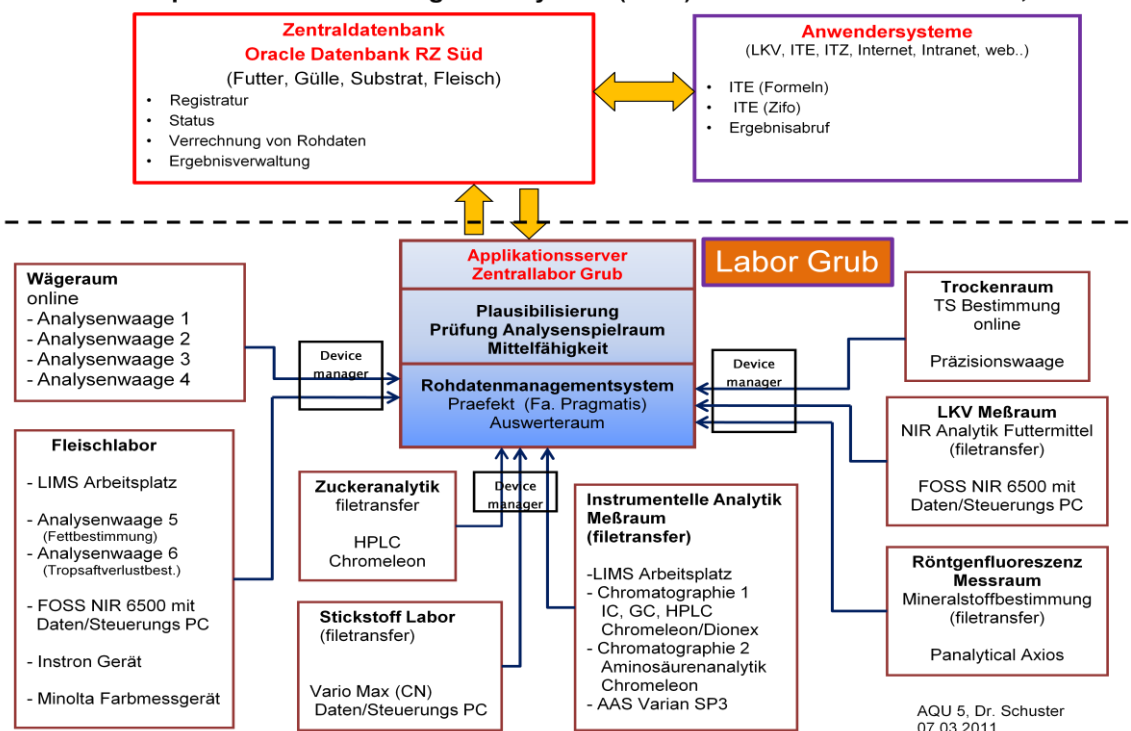 Zentraldatenbank
Oracle Datenbank RZ Süd
(Futter, Gülle, Substrat, Fleisch)
• Registratur
• Status
• Verrechnung von Rohdaten
• Ergebnisverwaltung
Anwendersysteme
(LKV, ITE, ITZ, Internet, Intranet, web..)
• ITE (Formeln)
• ITE (Zifo)
• Ergebnisabruf
Applikationsserver
Zentrallabor Grub
Labor Grub
Plausibilisierung
Prüfung Analysenspielraum
Mittelfähigkeit
Rohdatenmanagementsystem
Praefekt (Fa. Pragmatis)
Auswerteraum
Wägeraum
online
- Analysenwaage 1
- Analysenwaage 2
- Analysenwaage 3
- Analysenwaage 4
Device
manager
Device
manager
Trockenraum
TS Bestimmung
online
Präzisionswaage
Fleischlabor
- LIMS Arbeitsplatz
- Analysenwaage 5
(Fettbestimmung)
- Analysenwaage 6
(Tropsaftverlustbest.)
- FOSS NIR 6500 mit
Daten/Steuerungs PC
- Instron Gerät
- Minolta Farbmessgerät
Zuckeranalytik
filetransfer
HPLC
Chromeleon
Device
manager
Stickstoff Labor
(filetransfer)
Vario Max (CN)
Daten/Steuerungs PC
Instrumentelle Analytik
Meßraum
(filetransfer)
-LIMS Arbeitsplatz
- Chromatographie 1
IC, GC, HPLC
Chromeleon/Dionex
- Chromatographie 2
Aminosäurenanalytik
Chromeleon
- AAS Varian SP3
LKV Meßraum
NIR Analytik Futtermittel
(filetransfer)
FOSS NIR 6500 mit
Daten/Steuerungs PC
Röntgenfluoreszenz
Messraum
Mineralstoffbestimmung
(filetransfer)
Panalytical Axios
AQU 5, Dr. Schuster
07.03.2011